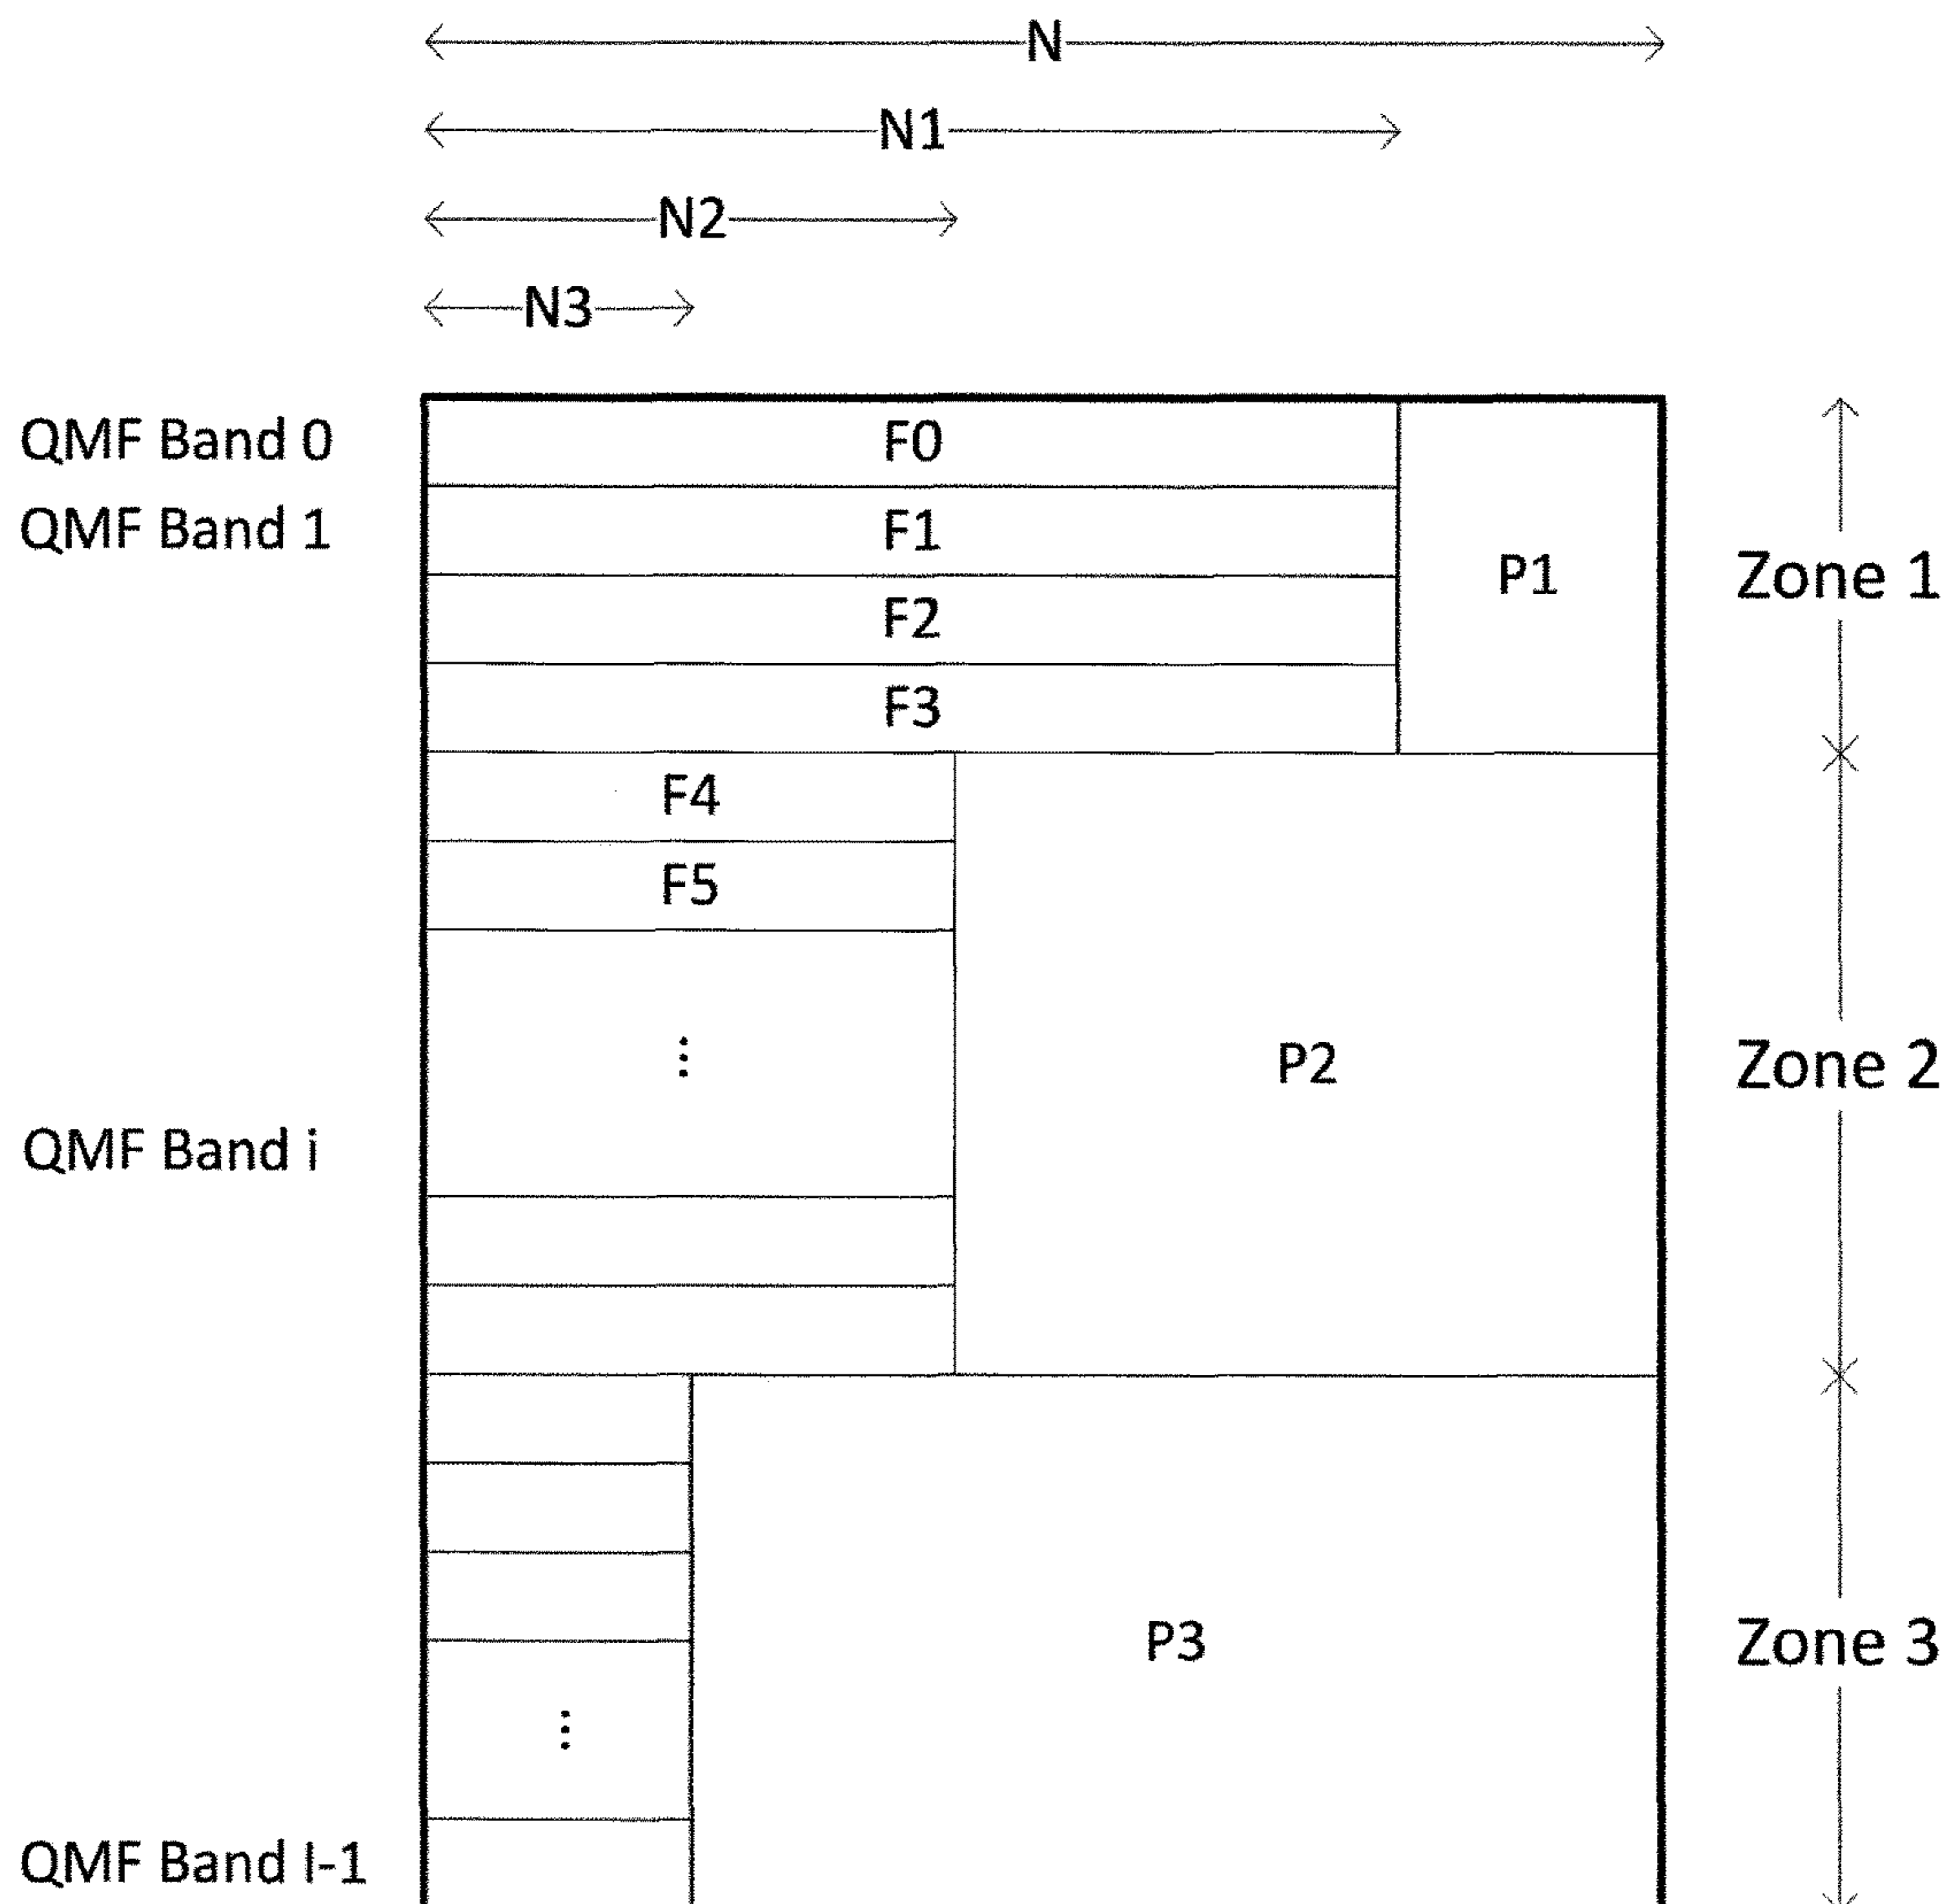 N
N1
N2
N3
QMF Band 0
F0
QMF Band 1
F1
P1
Zone 1
F2
F3
F4
F5
⋮
P2
Zone 2
QMF Band i
P3
Zone 3
⋮
QMF Band I-1